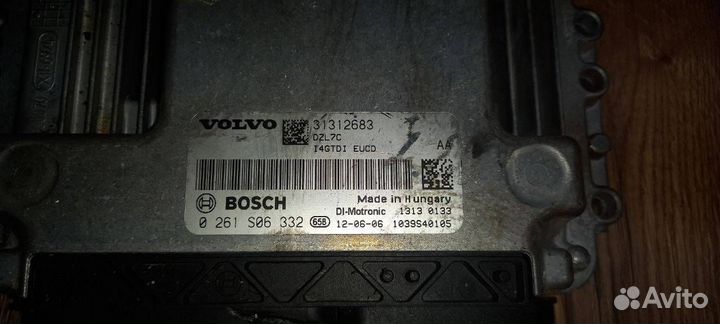 VOLVO 31312683
DZL7C
I4GTDI EUCD AA
BOSCH Made in Hungary
DI-Motronic 1313 0133
0 261 S06 332 658 12-06-06 1039S40105
Avito